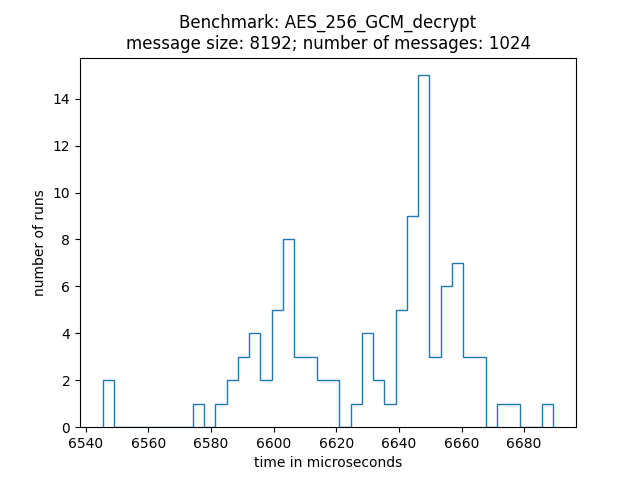 Benchmark: AES_256_GCM_decrypt
message size: 8192; number of messages: 1024
number of runs
14
12
10
8
6
4
2
0
6540 6560 6580 6600 6620 6640 6660 6680
time in microseconds